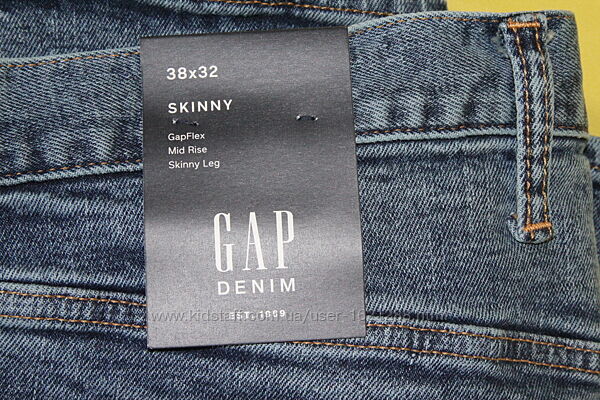 38x32
SKINNY
GapFlex
Mid Rise
Skinny Leg
GAP
DENIM
EST. 1969